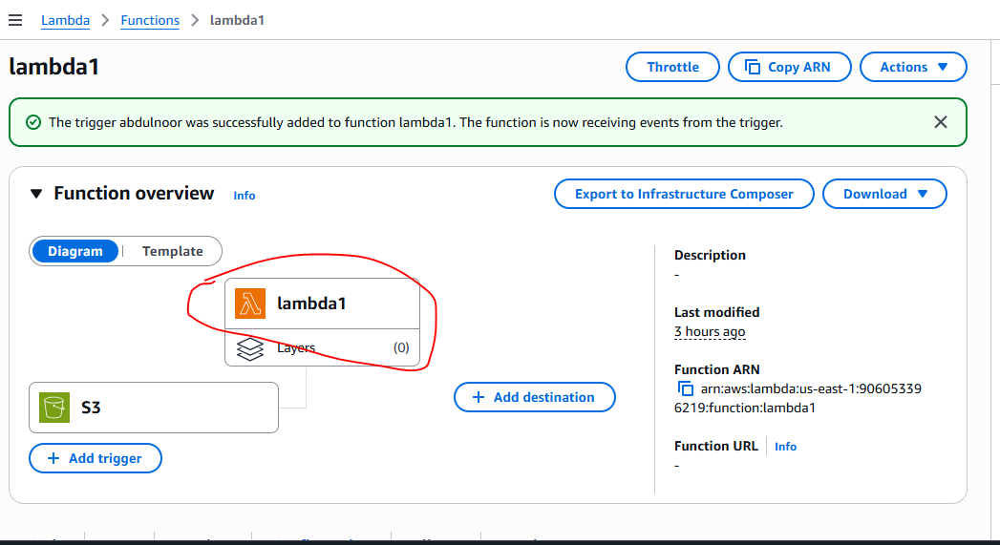 Lambda > Functions > lambda1
lambda1
Throttle
Copy ARN
Actions
The trigger abdulnoor was successfully added to function lambda1. The function is now receiving events from the trigger.
Function overview Info
Export to Infrastructure Composer
Download
Diagram | Template
lambda1
Layers (0)
S3
+ Add trigger
+ Add destination
Description
-
Last modified
3 hours ago
Function ARN
arn:aws:lambda:us-east-1:90605339
6219:function:lambda1
Function URL Info
-